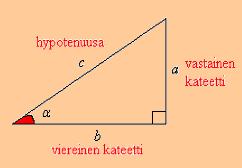 hypotenuusa
c
a
vastainen
kateetti
α
b
viereinen kateetti